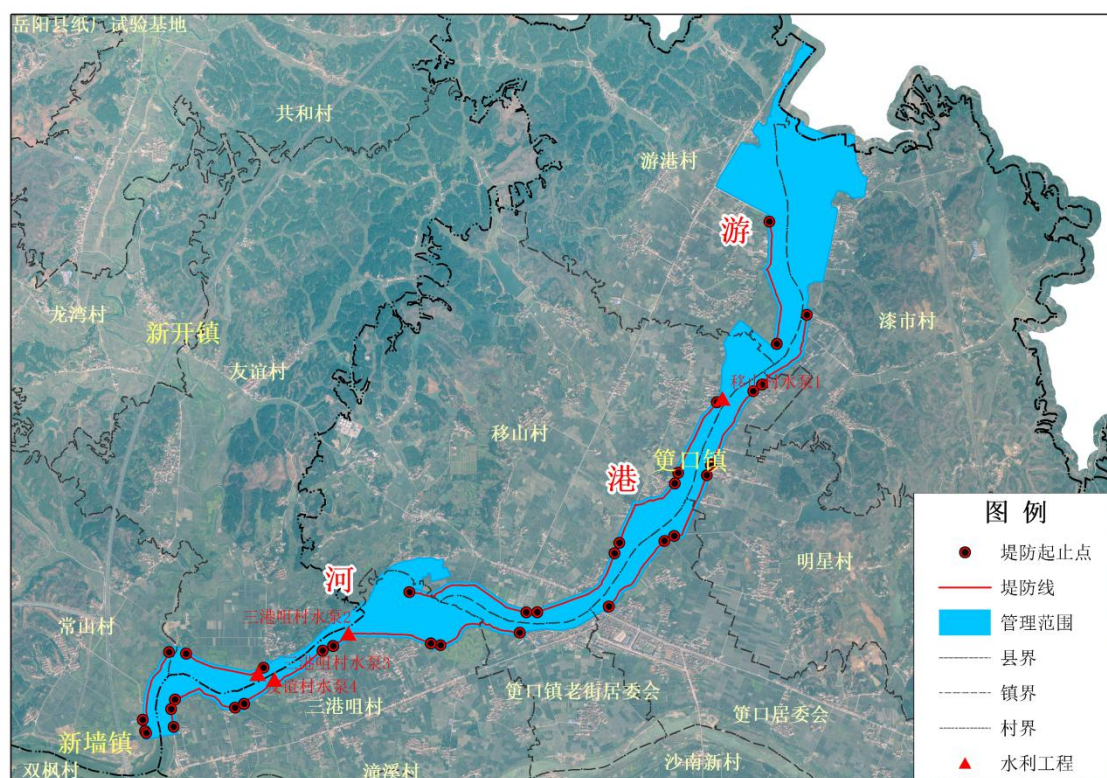 岳阳县纸厂试验基地
共和村
游港村
游
龙湾村
新开镇
漆市村
友谊村
移山村水泵1
移山村
筻口镇
港
图 例
堤防起止点
明星村
堤防线
河
三港咀村水泵2
常山村
管理范围
三港咀村水泵3
县界
友谊村水泵4
筻口镇老街居委会
镇界
三港咀村
筻口居委会
村界
新墙镇
双枫村
潼溪村
沙南新村
水利工程